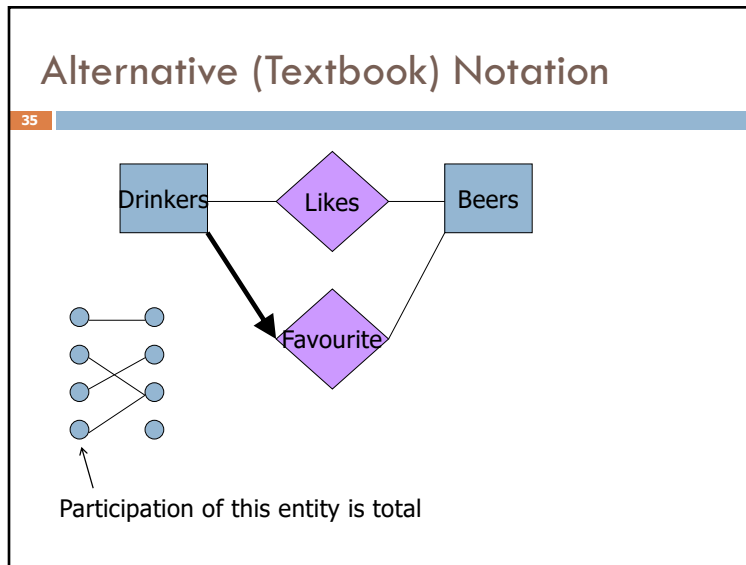 Alternative (Textbook) Notation
35
Drinkers
Likes
Beers
Favourite
Participation of this entity is total